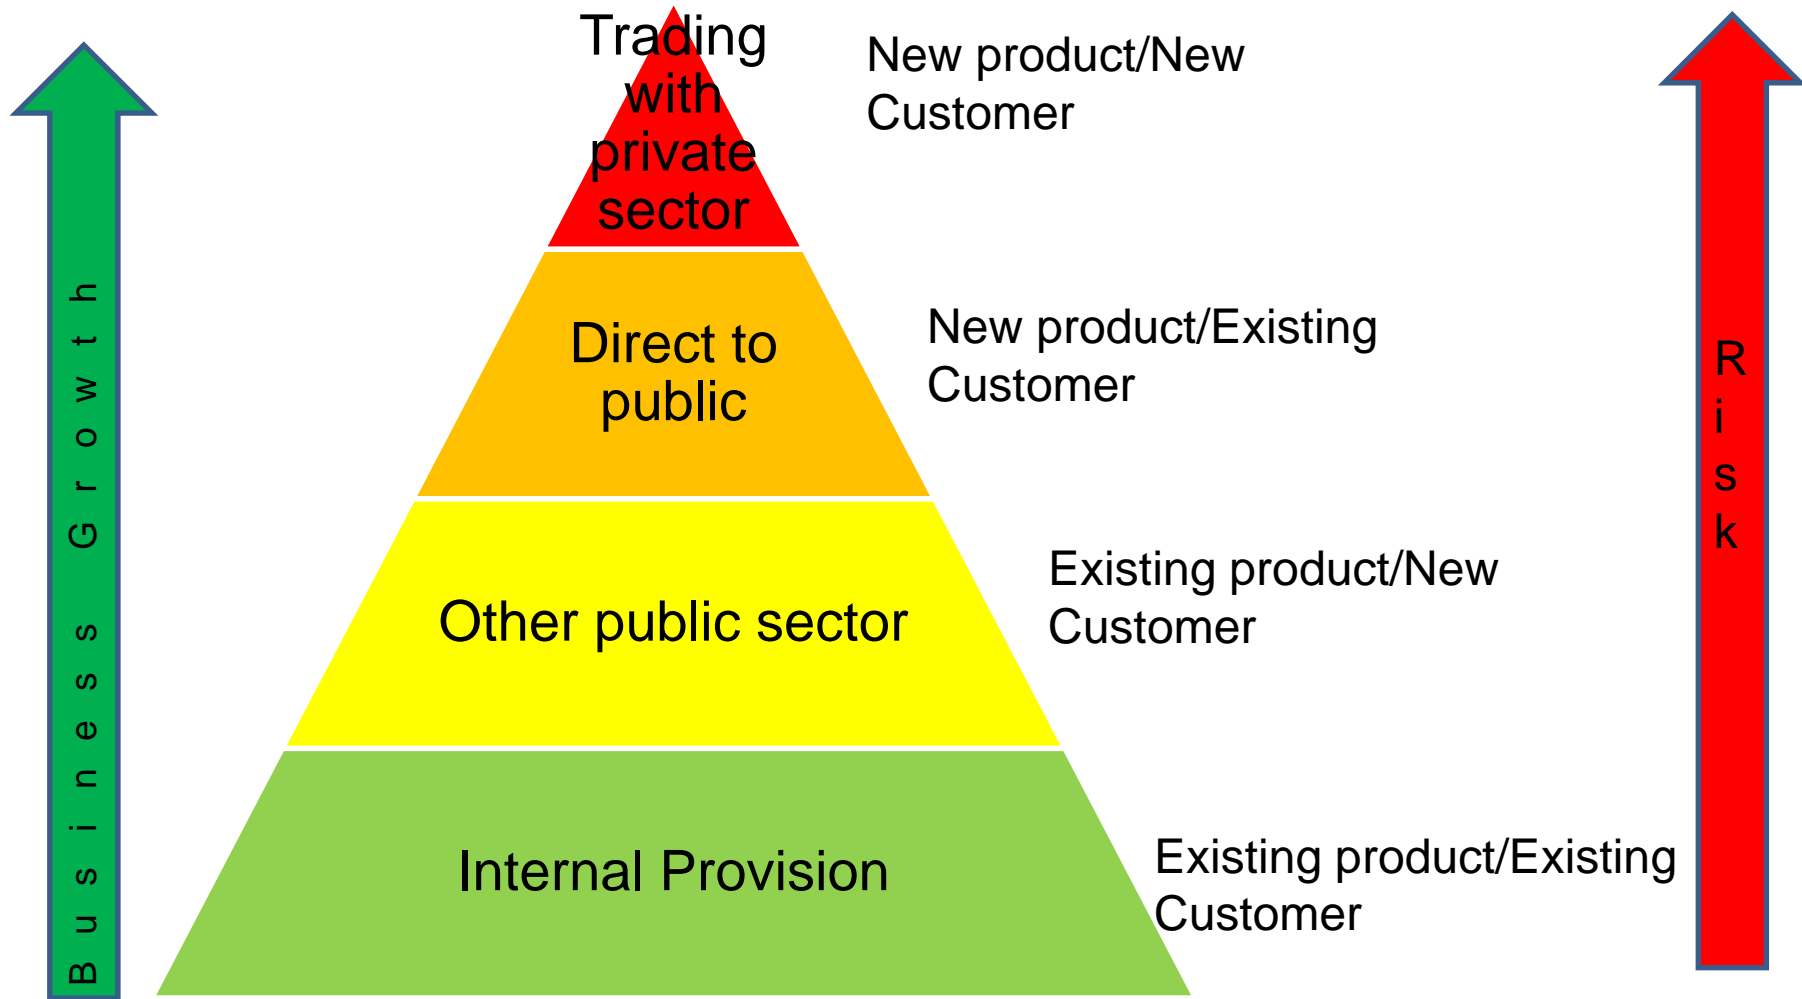 Business Growth
Trading
with
private
sector
New product/New
Customer
Direct to
public
New product/Existing
Customer
Other public sector
Existing product/New
Customer
Internal Provision
Existing product/Existing
Customer
R
i
s
k